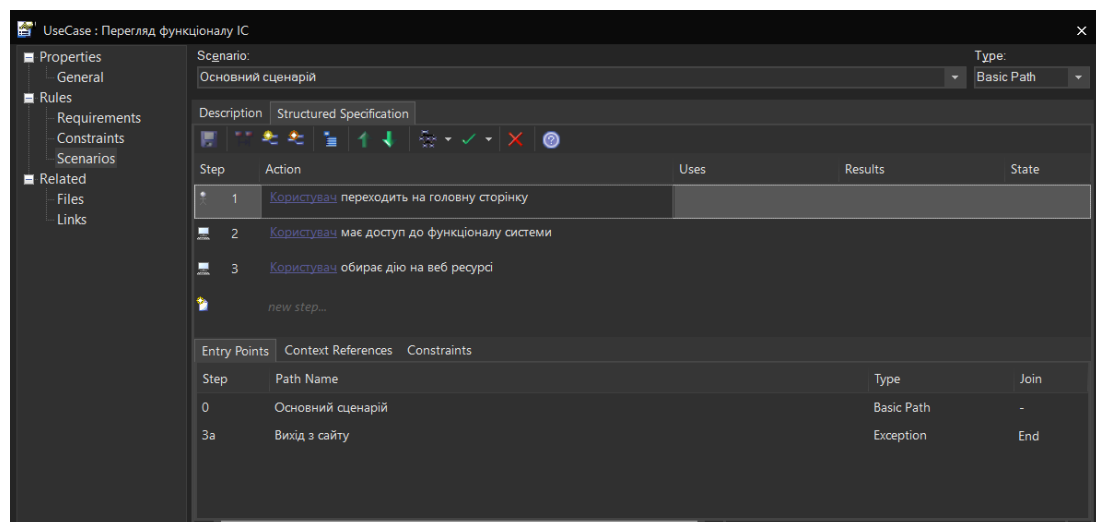 UseCase : Перегляд функціоналу ІС
Properties
General
Rules
Requirements
Constraints
Scenarios
Related
Files
Links
Scenario:
Type:
Основний сценарій
Basic Path
Description Structured Specification
Step Action Uses Results State
1 Користувач переходить на головну сторінку
2 Користувач має доступ до функціоналу системи
3 Користувач обирає дію на веб ресурсі
new step...
Entry Points Context References Constraints
Step Path Name Type Join
0 Основний сценарій Basic Path -
3a Вихід з сайту Exception End